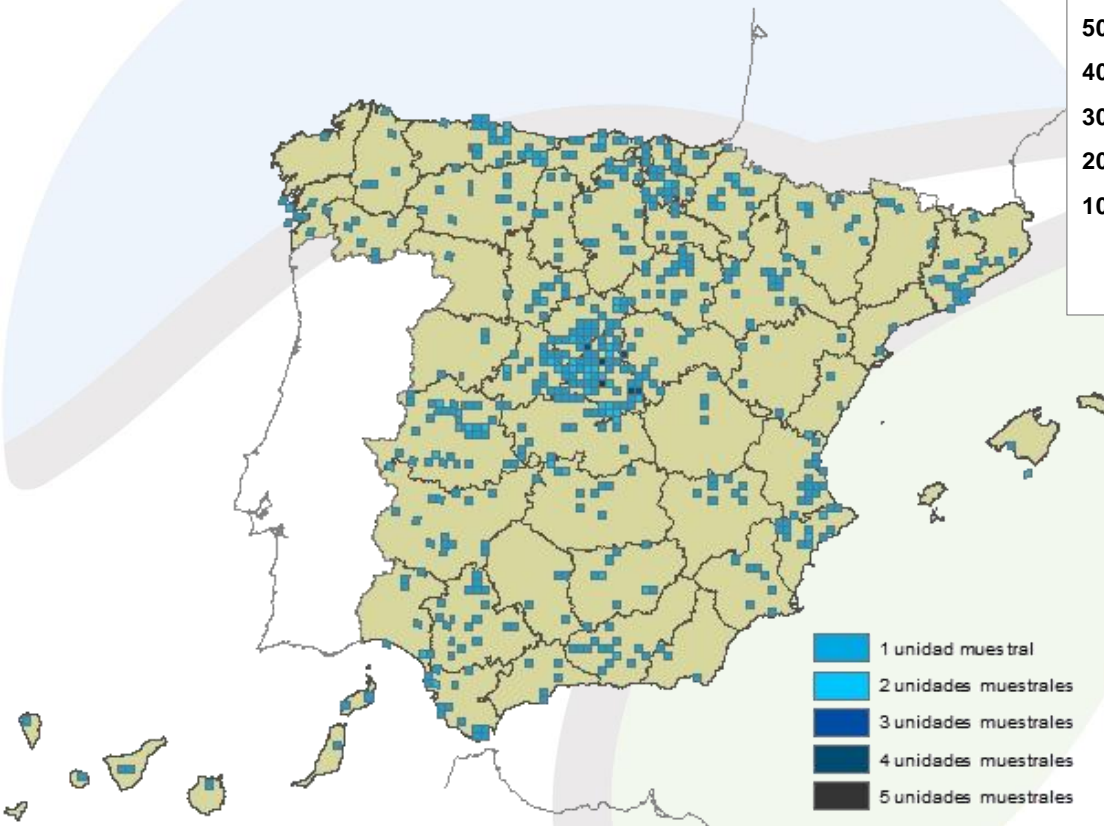 50
40
30
20
10
1 unidad muestral
2 unidades muestrales
3 unidades muestrales
4 unidades muestrales
5 unidades muestrales